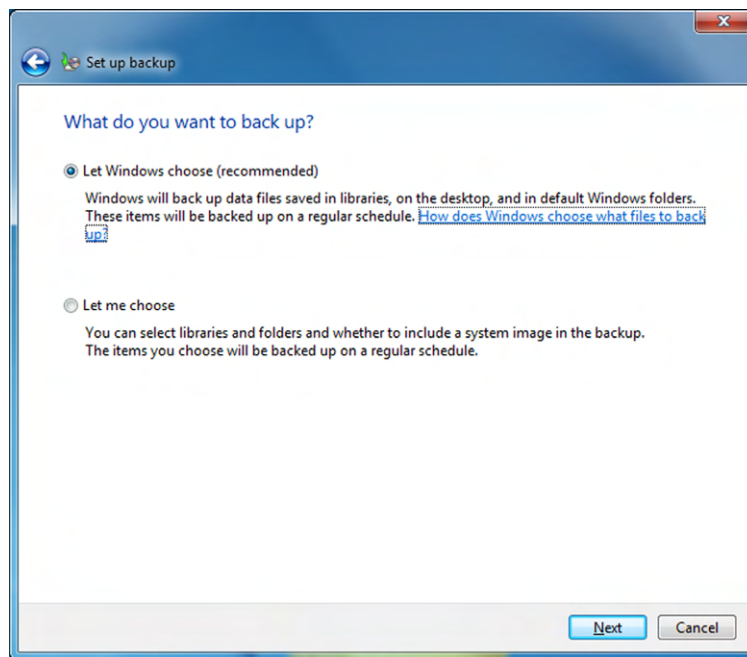 Set up backup
What do you want to back up?
Let Windows choose (recommended)
Windows will back up data files saved in libraries, on the desktop, and in default Windows folders.
These items will be backed up on a regular schedule. How does Windows choose what files to back
up?
Let me choose
You can select libraries and folders and whether to include a system image in the backup.
The items you choose will be backed up on a regular schedule.
Next Cancel